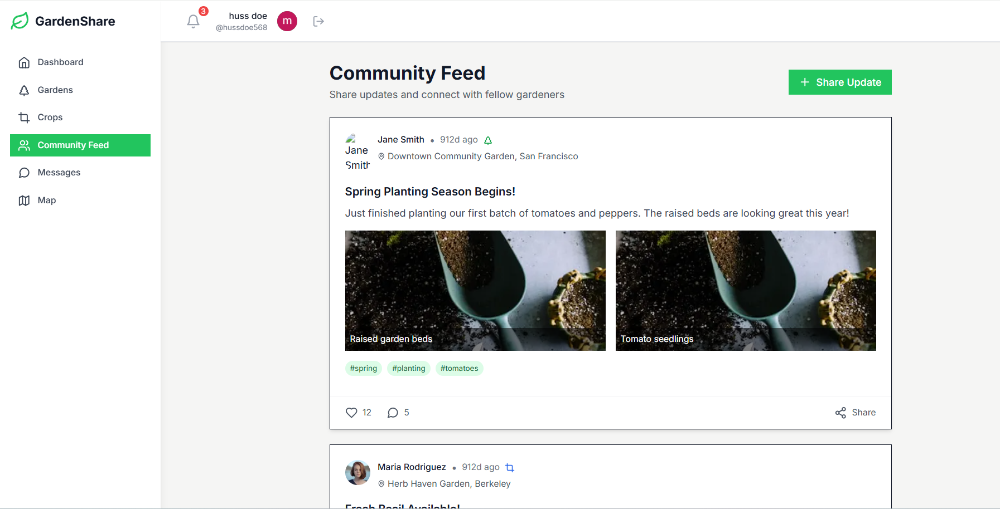 GardenShare
3
huss doe
@hussdoe568
m
Dashboard
Gardens
Crops
Community Feed
Messages
Map
Community Feed
Share updates and connect with fellow gardeners
Share Update
Jane Smith • 912d ago
Jane
Smith
Downtown Community Garden, San Francisco
Spring Planting Season Begins!
Just finished planting our first batch of tomatoes and peppers. The raised beds are looking great this year!
Raised garden beds
Tomato seedlings
#spring #planting #tomatoes
12 5 Share
Maria Rodriguez • 912d ago
Herb Haven Garden, Berkeley
Fresh Basil Available!